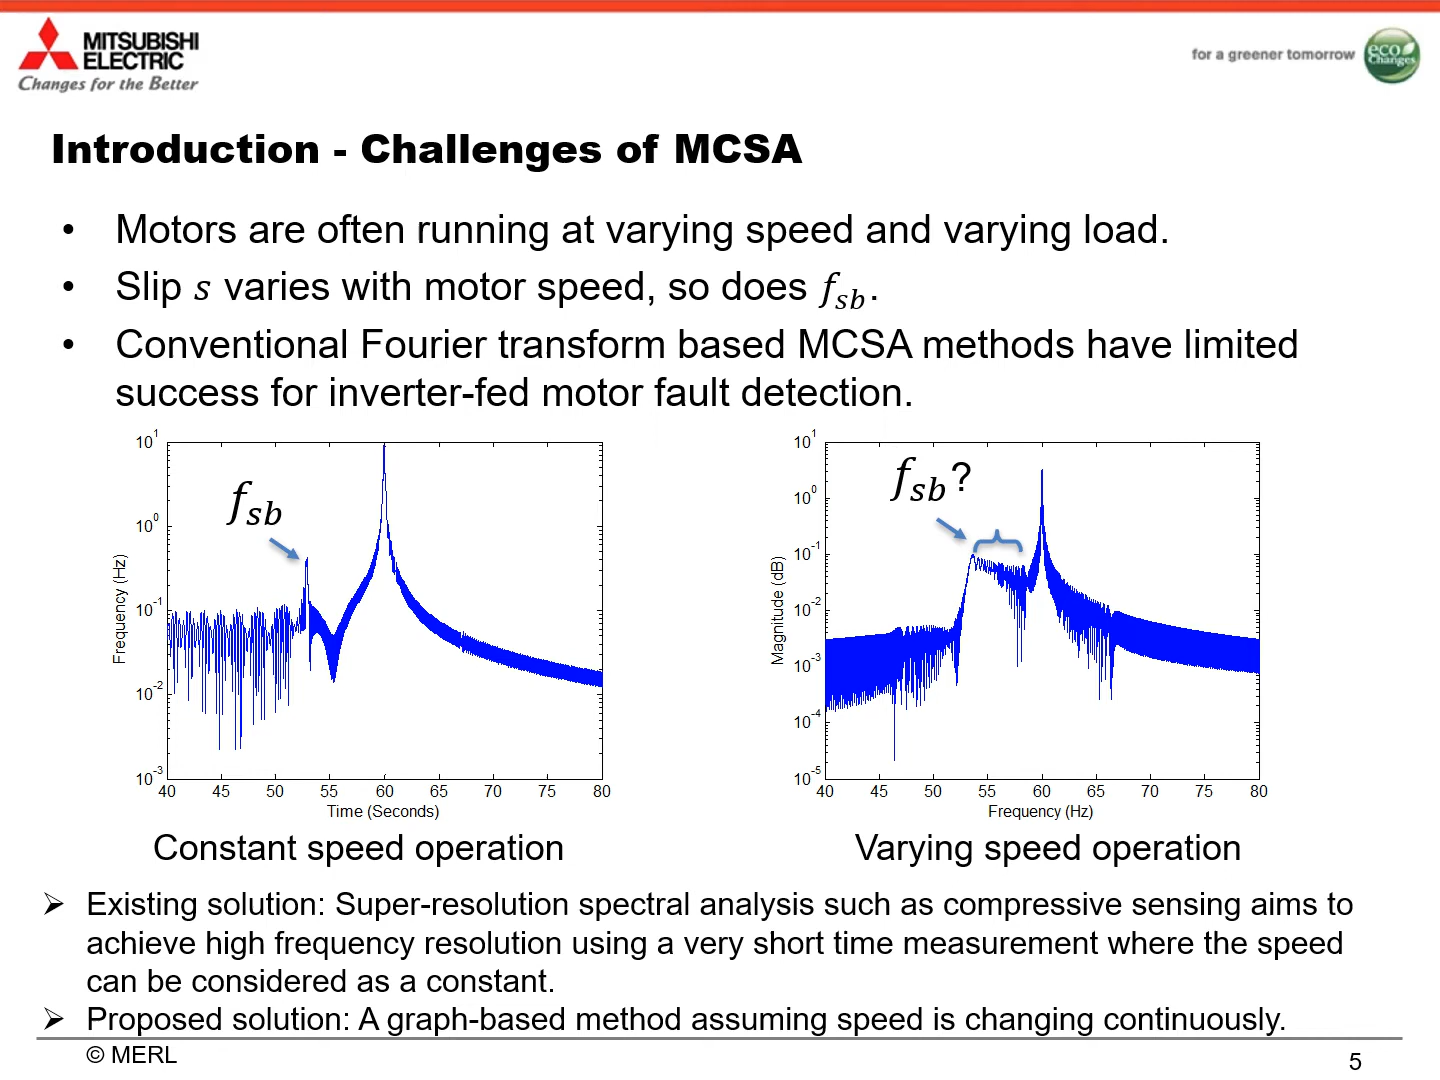 MITSUBISHI
ELECTRIC
Changes for the Better
for a greener tomorrow
eco
Changes
Introduction - Challenges of MCSA
• Motors are often running at varying speed and varying load.
• Slip s varies with motor speed, so does f_sb.
• Conventional Fourier transform based MCSA methods have limited
success for inverter-fed motor fault detection.
f_sb
10^1
10^0
10^-1
10^-2
10^-3
Frequency (Hz)
40 45 50 55 60 65 70 75 80
Time (Seconds)
Constant speed operation
f_sb?
10^1
10^0
10^-1
10^-2
10^-3
10^-4
10^-5
Magnitude (dB)
40 45 50 55 60 65 70 75 80
Frequency (Hz)
Varying speed operation
➢ Existing solution: Super-resolution spectral analysis such as compressive sensing aims to
achieve high frequency resolution using a very short time measurement where the speed
can be considered as a constant.
➢ Proposed solution: A graph-based method assuming speed is changing continuously.
© MERL
5